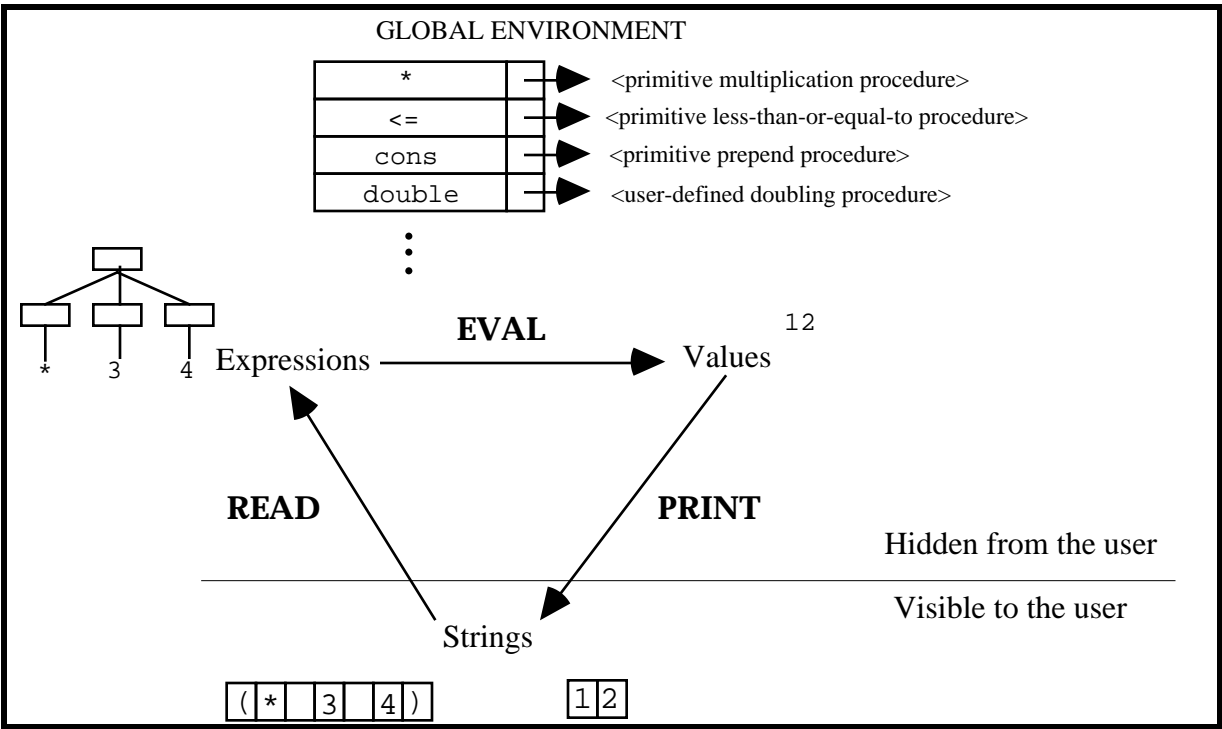 GLOBAL ENVIRONMENT
* <primitive multiplication procedure>
<= <primitive less-than-or-equal-to procedure>
cons <primitive prepend procedure>
double <user-defined doubling procedure>
EVAL
12
* 3 4
Expressions
Values
READ
PRINT
Hidden from the user
Visible to the user
Strings
(* 3 4)
12